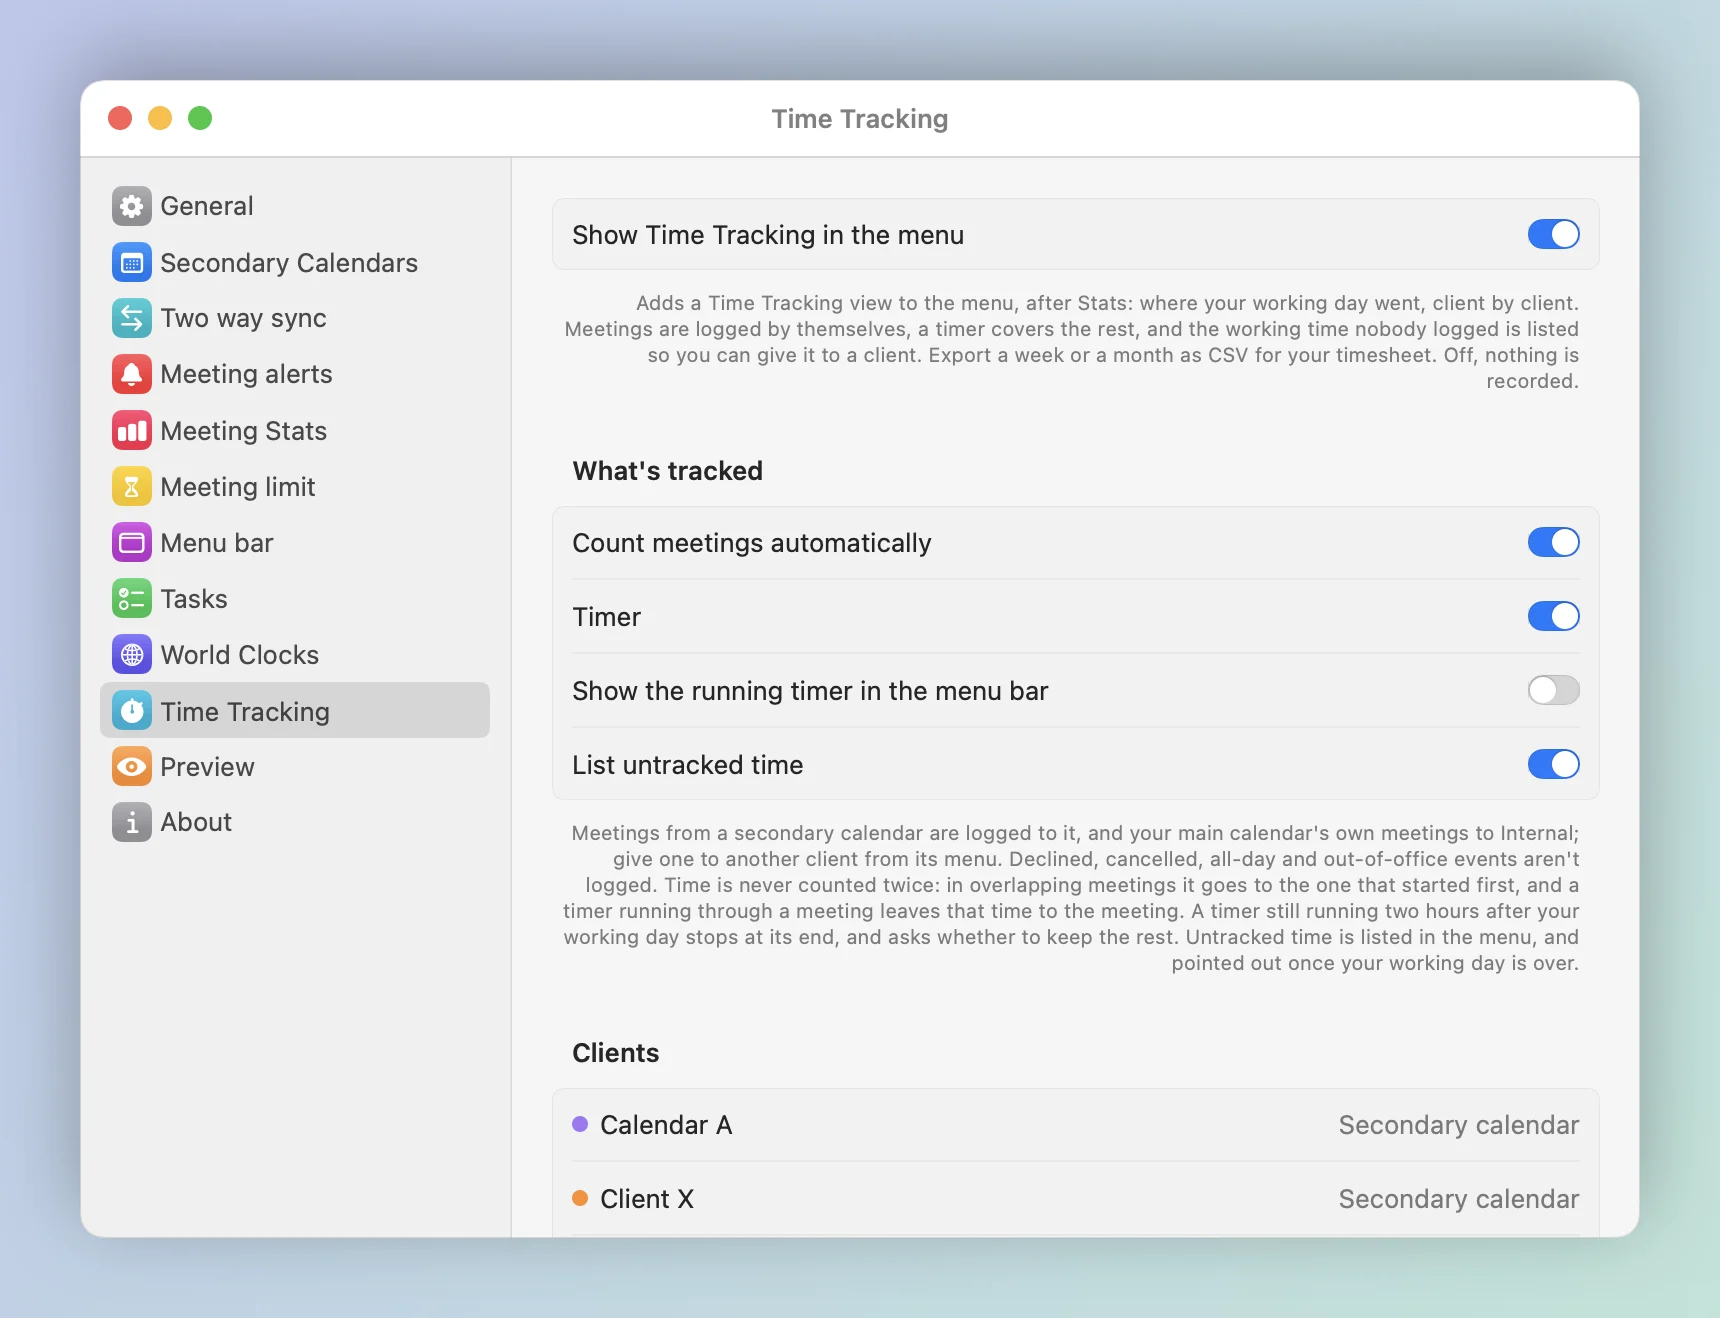 Time Tracking
General
Secondary Calendars
Two way sync
Meeting alerts
Meeting Stats
Meeting limit
Menu bar
Tasks
World Clocks
Time Tracking
Preview
About
Show Time Tracking in the menu
Adds a Time Tracking view to the menu, after Stats: where your working day went, client by client.
Meetings are logged by themselves, a timer covers the rest, and the working time nobody logged is listed
so you can give it to a client. Export a week or a month as CSV for your timesheet. Off, nothing is
recorded.
What's tracked
Count meetings automatically
Timer
Show the running timer in the menu bar
List untracked time
Meetings from a secondary calendar are logged to it, and your main calendar's own meetings to Internal;
give one to another client from its menu. Declined, cancelled, all-day and out-of-office events aren't
logged. Time is never counted twice: in overlapping meetings it goes to the one that started first, and a
timer running through a meeting leaves that time to the meeting. A timer still running two hours after your
working day stops at its end, and asks whether to keep the rest. Untracked time is listed in the menu, and
pointed out once your working day is over.
Clients
Calendar A
Secondary calendar
Client X
Secondary calendar